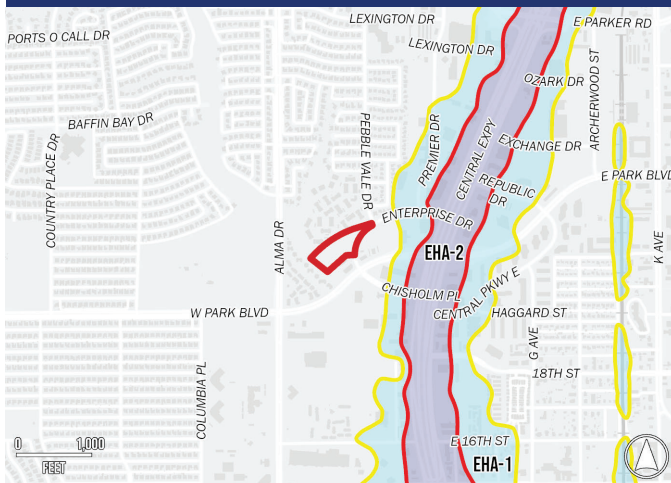 LEXINGTON DR
E PARKER RD
PORTS O CALL DR
LEXINGTON DR
OZARK DR
ARCHERWOOD ST
BAFFIN BAY DR
COUNTRY PLACE DR
PEBBLE VALE DR
PREMIER DR
CENTRAL EXPY
EXCHANGE DR
REPUBLIC
DR
E PARK BLVD
ENTERPRISE DR
ALMA DR
EHA-2
K AVE
CHISHOLM PL
CENTRAL PKWY E
W PARK BLVD
HAGGARD ST
G AVE
COLUMBIA PL
18TH ST
0 1,000
FEET
E 16TH ST
EHA-1